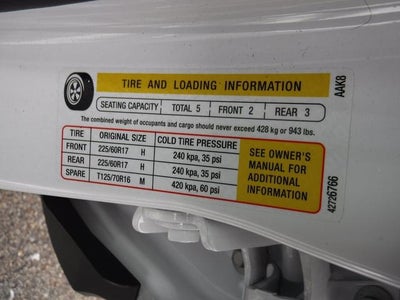 TIRE AND LOADING INFORMATION
SEATING CAPACITY TOTAL 5 FRONT 2 REAR 3
The combined weight of occupants and cargo should never exceed 428 kg or 943 lbs.
TIRE ORIGINAL SIZE COLD TIRE PRESSURE
FRONT 225/60R17 H 240 kpa, 35 psi
REAR 225/60R17 H 240 kpa, 35 psi
SPARE T125/70R16 M 420 kpa, 60 psi
SEE OWNER'S
MANUAL FOR
ADDITIONAL
INFORMATION
AAK8
42726766